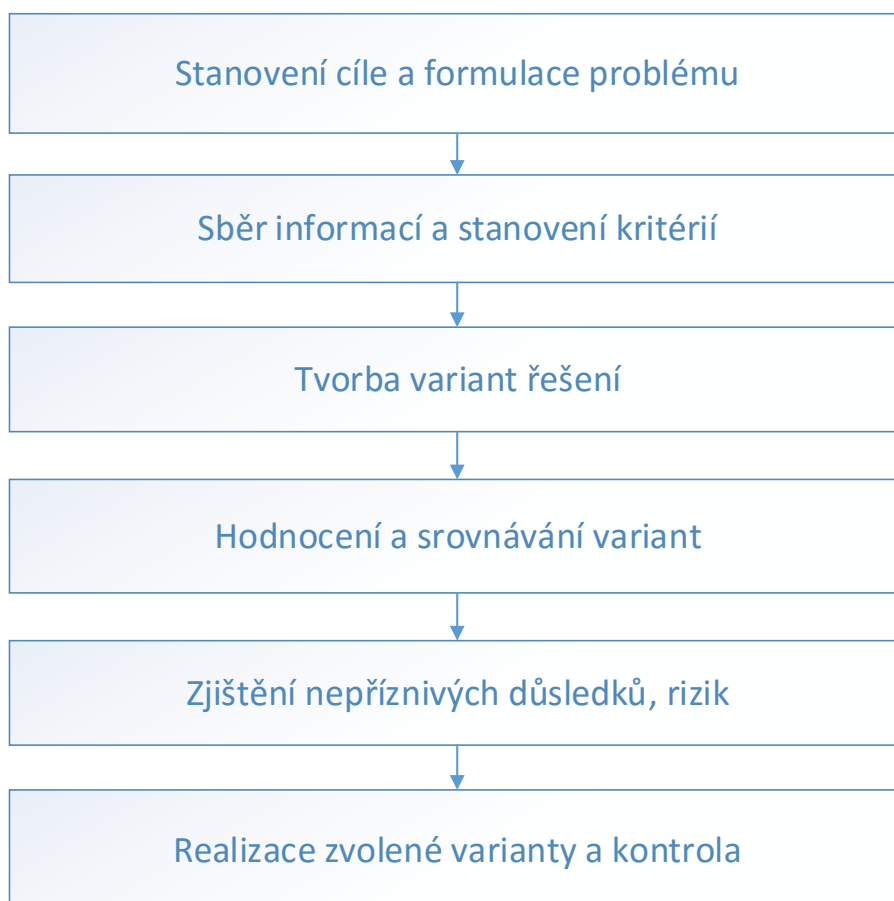 Stanovení cíle a formulace problému
Sběr informací a stanovení kritérií
Tvorba variant řešení
Hodnocení a srovnávání variant
Zjištění nepříznivých důsledků, rizik
Realizace zvolené varianty a kontrola